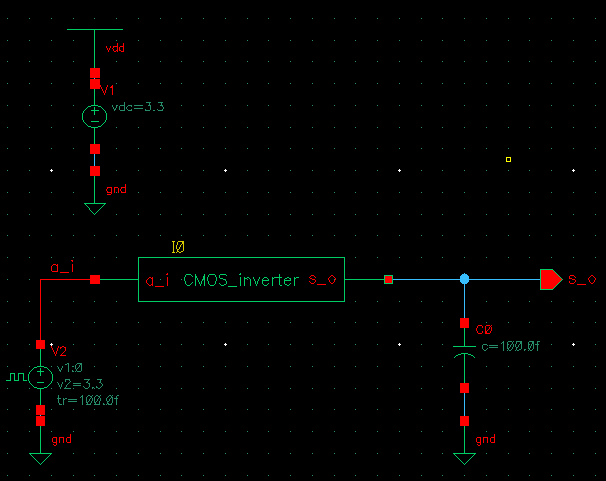 vdd
V1
vdc=3.3
gnd
I0
a_i
a_i CMOS_inverter s_o
s_o
C0
c=100.0f
V2
v1:0
v2=3.3
tr=100.0f
gnd
gnd